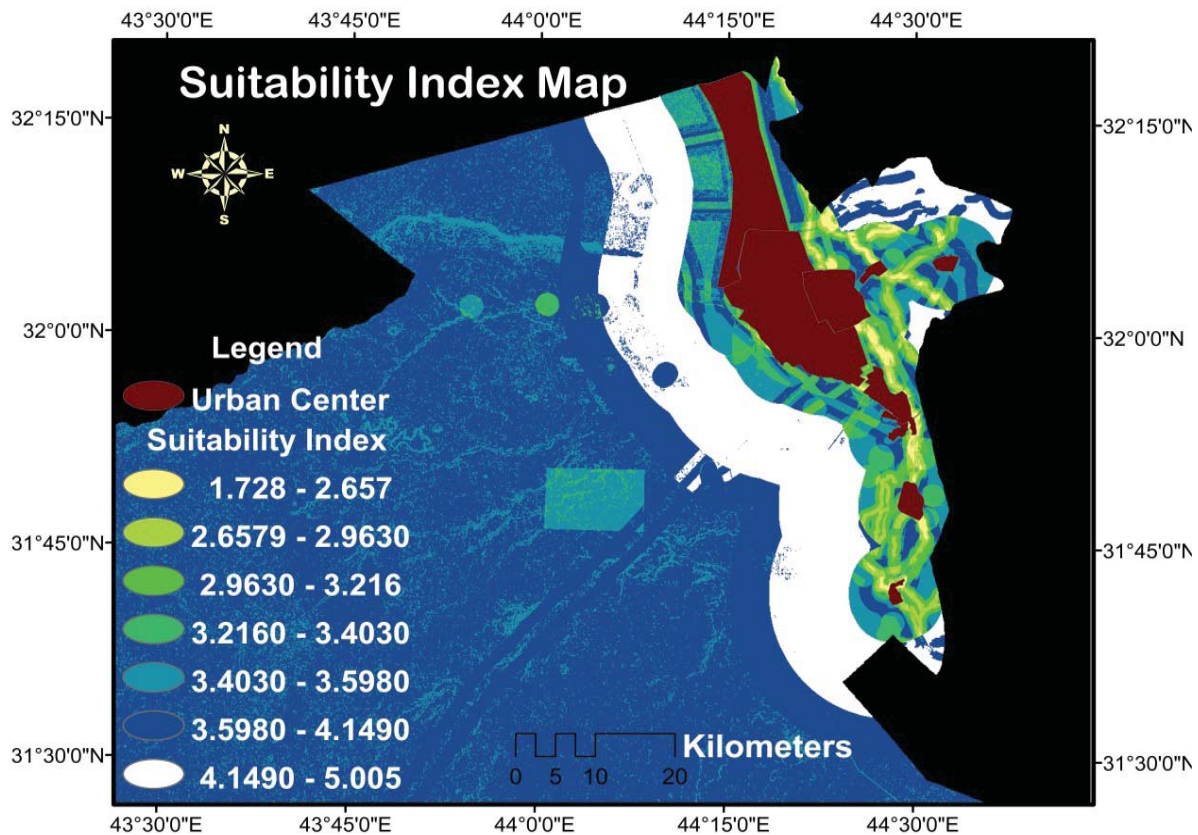 43°30'0"E 43°45'0"E 44°0'0"E 44°15'0"E 44°30'0"E
Suitability Index Map
32°15'0"N
32°15'0"N
N
W E
S
32°0'0"N
32°0'0"N
Legend
Urban Center
Suitability Index
1.728 - 2.657
2.6579 - 2.9630
31°45'0"N
31°45'0"N
2.9630 - 3.216
3.2160 - 3.4030
3.4030 - 3.5980
3.5980 - 4.1490
Kilometers
31°30'0"N
31°30'0"N
4.1490 - 5.005
0 5 10 20
43°30'0"E 43°45'0"E 44°0'0"E 44°15'0"E 44°30'0"E